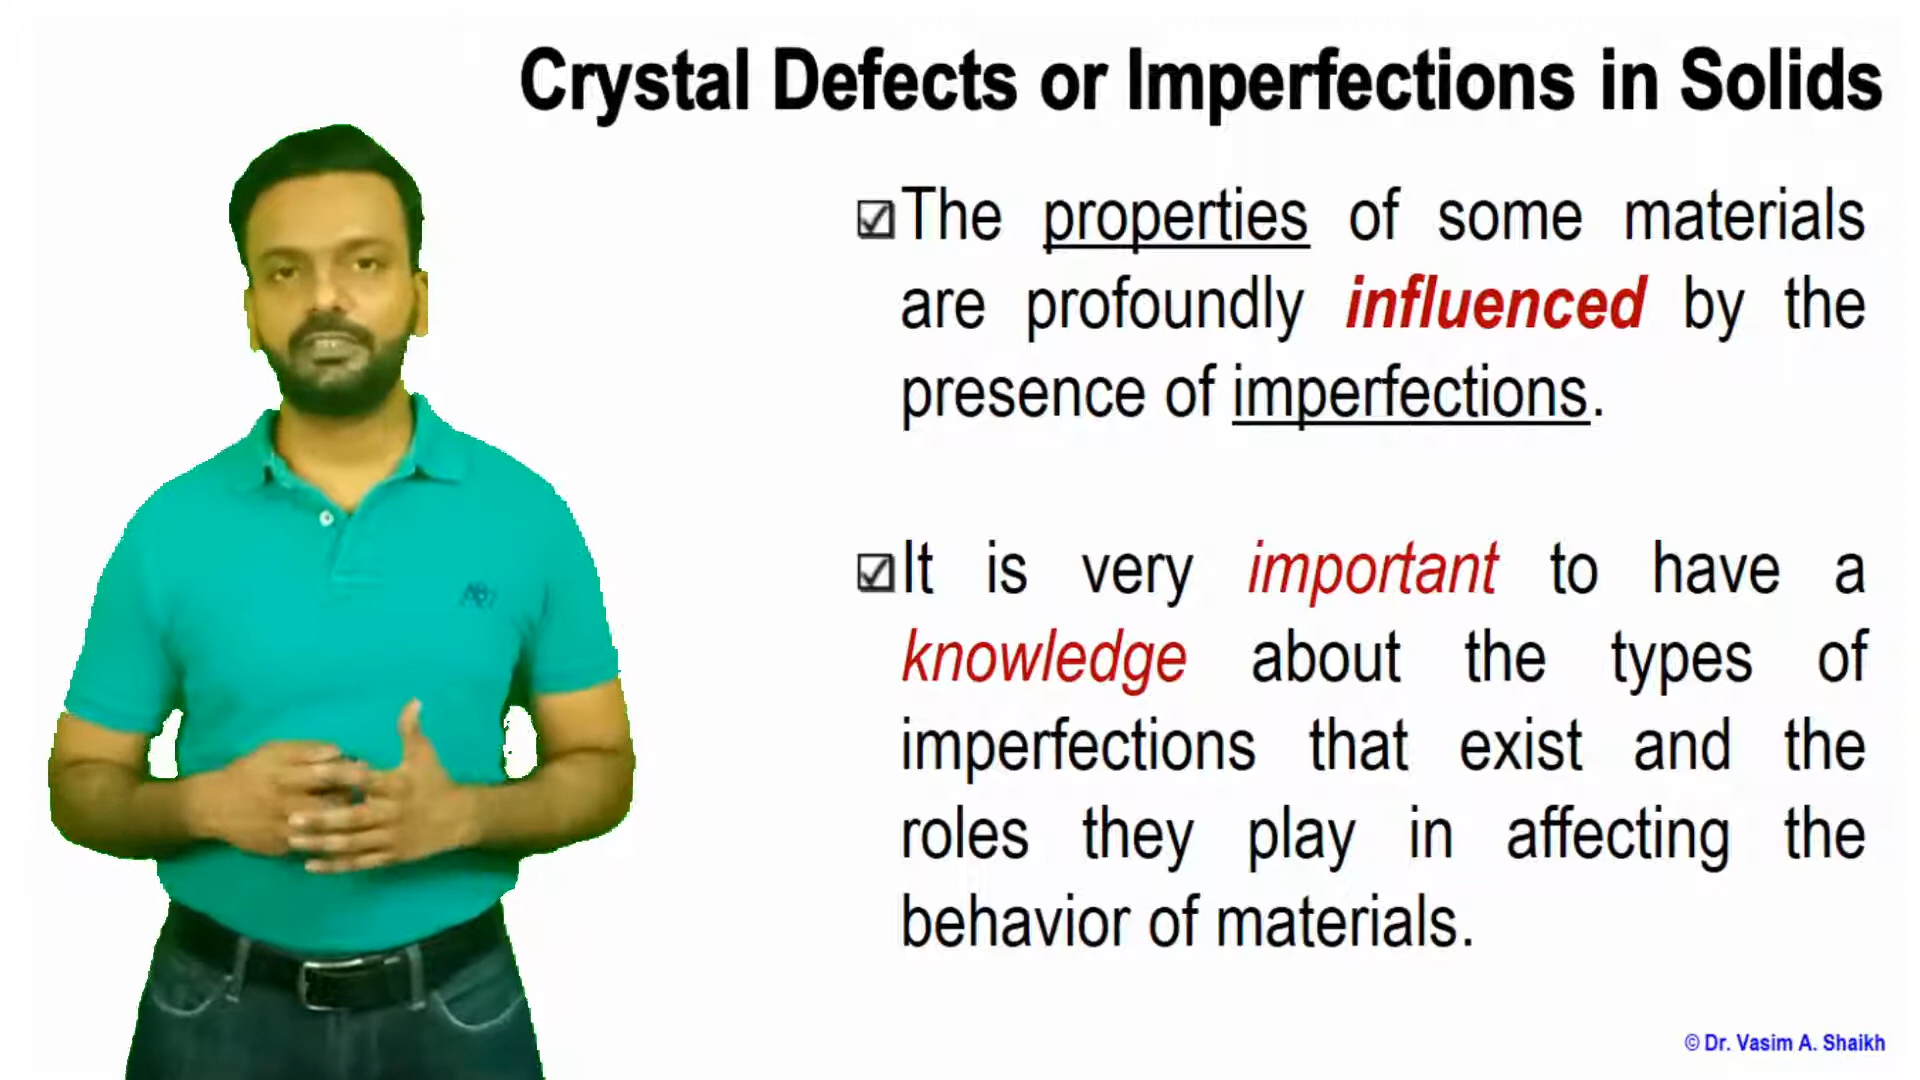 Crystal Defects or Imperfections in Solids
The properties of some materials
are profoundly influenced by the
presence of imperfections.
It is very important to have a
knowledge about the types of
imperfections that exist and the
roles they play in affecting the
behavior of materials.
© Dr. Vasim A. Shaikh